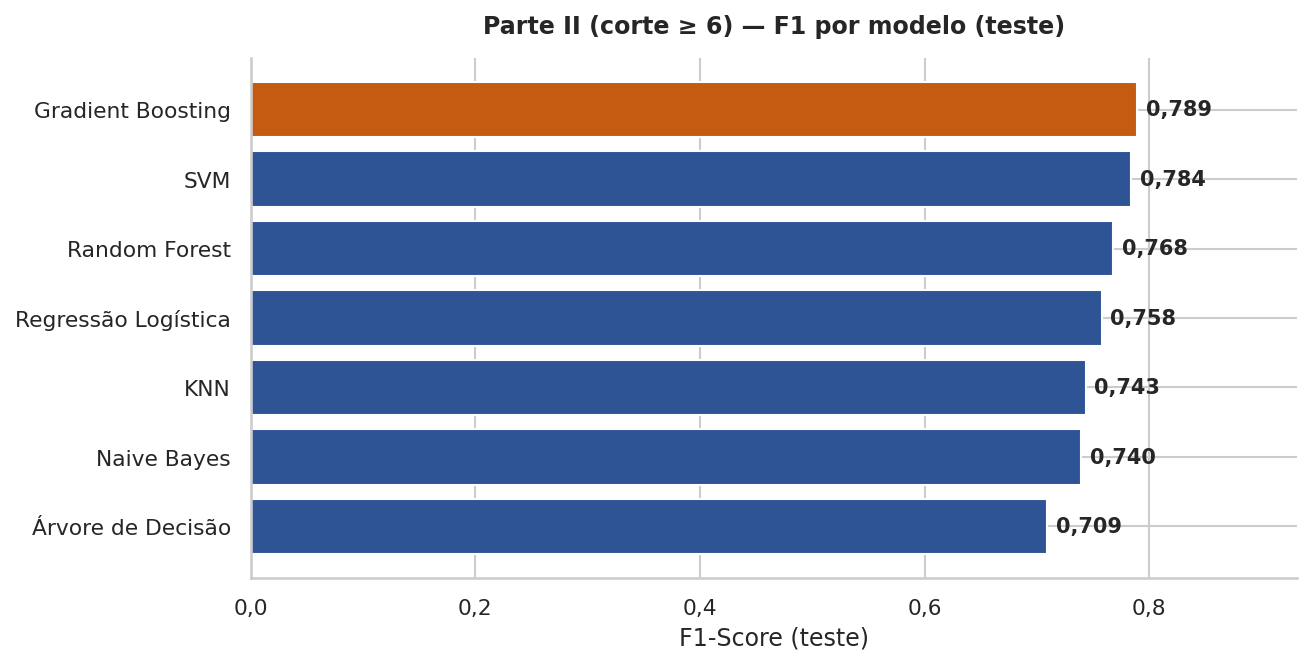 Parte II (corte ≥ 6) — F1 por modelo (teste)
Gradient Boosting 0,789
SVM 0,784
Random Forest 0,768
Regressão Logística 0,758
KNN 0,743
Naive Bayes 0,740
Árvore de Decisão 0,709
0,0 0,2 0,4 0,6 0,8
F1-Score (teste)